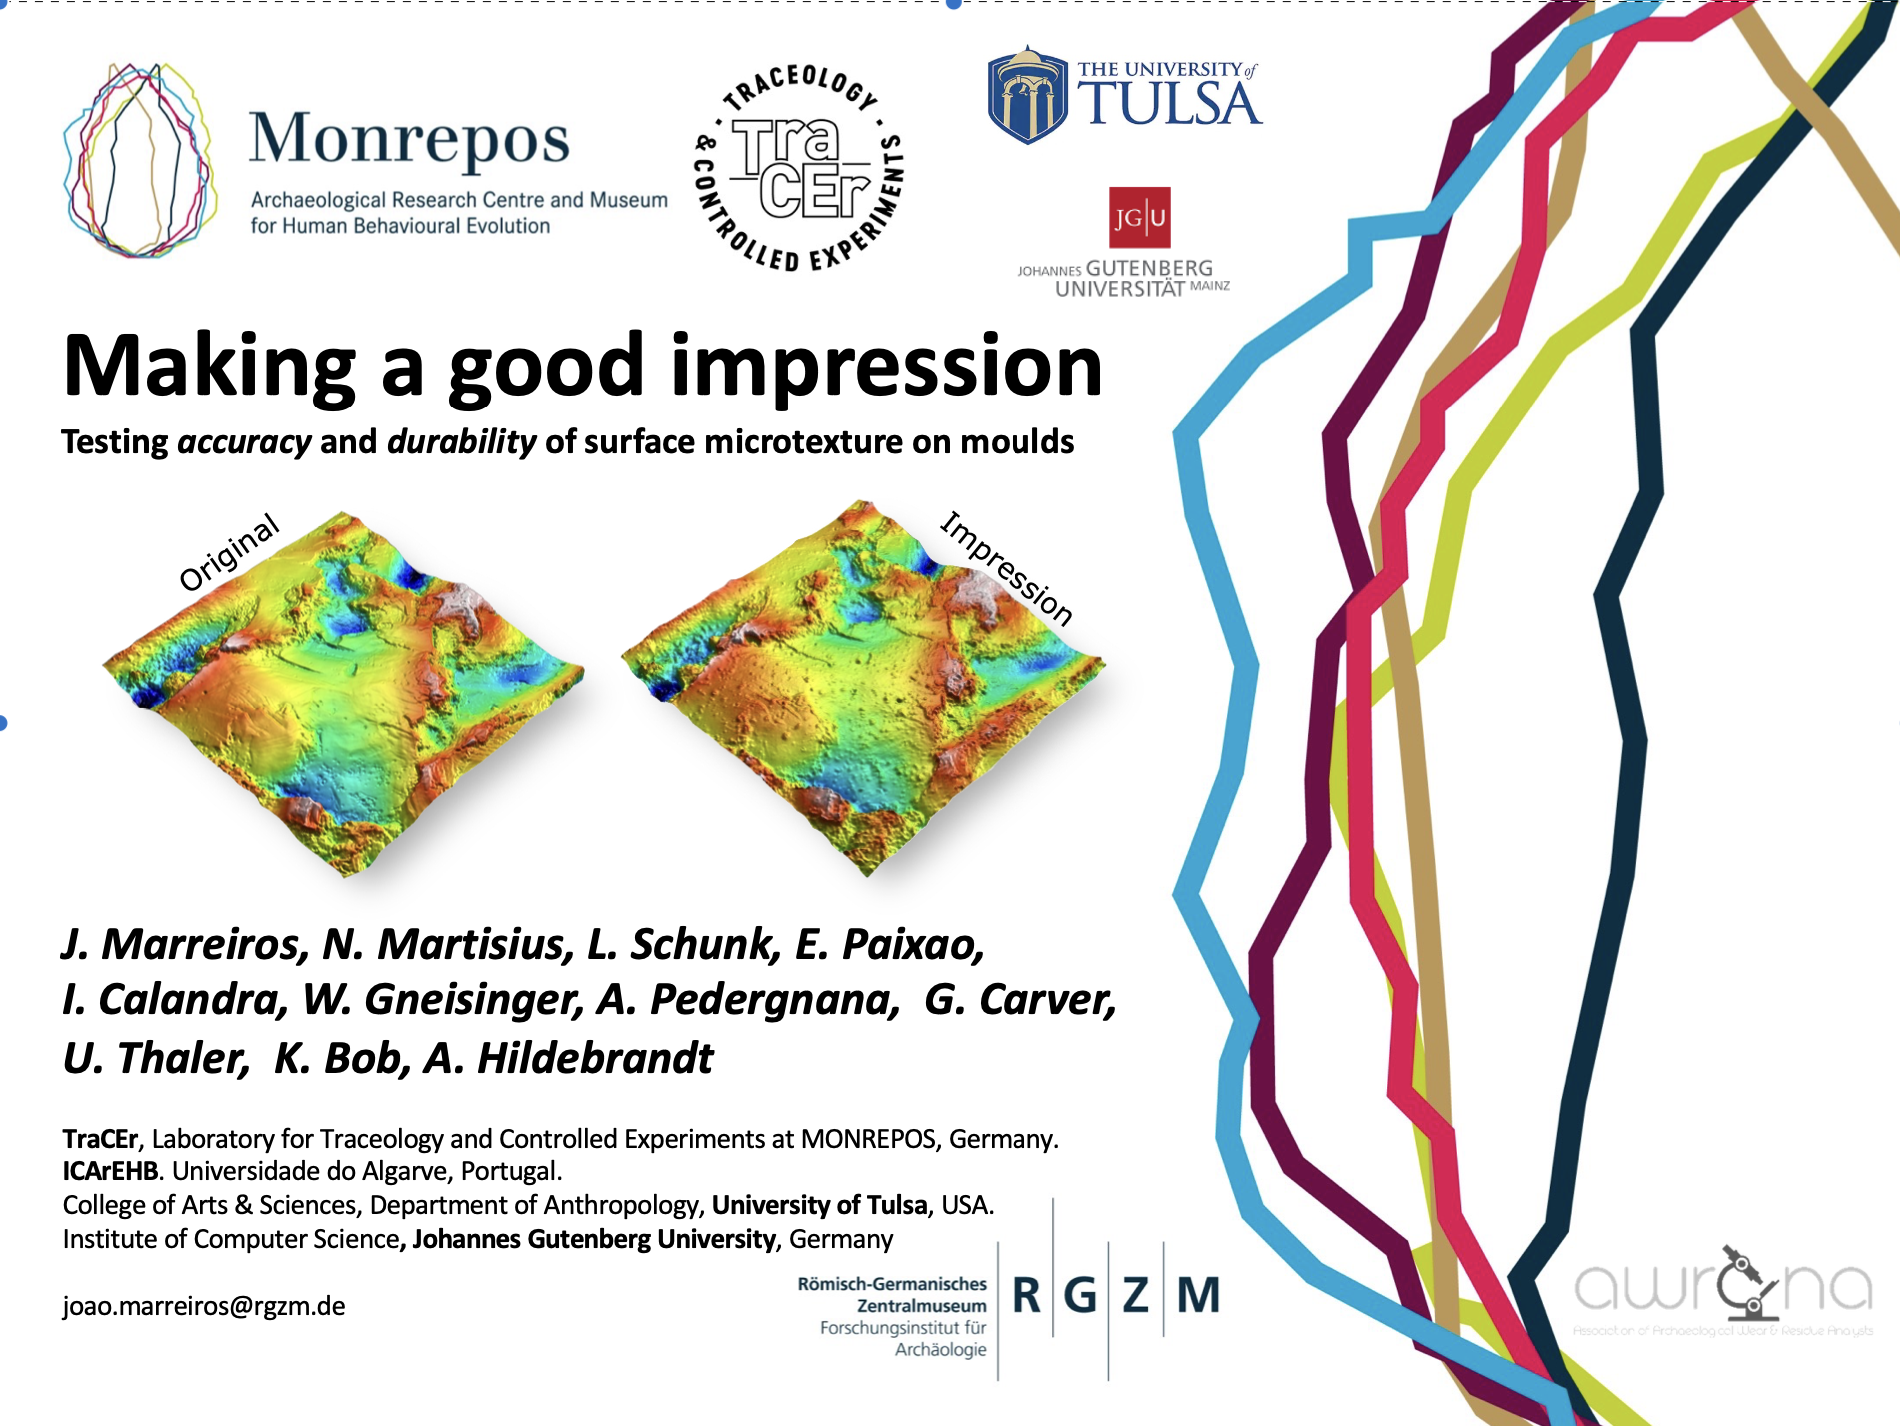 Monrepos
Archaeological Research Centre and Museum
for Human Behavioural Evolution
· TRACEOLOGY ·
& CONTROLLED EXPERIMENTS
Tra
CEr
THE UNIVERSITY of
TULSA
JG|U
JOHANNES GUTENBERG
UNIVERSITÄT MAINZ
Making a good impression
Testing accuracy and durability of surface microtexture on moulds
Original
Impression
J. Marreiros, N. Martisius, L. Schunk, E. Paixao,
I. Calandra, W. Gneisinger, A. Pedergnana, G. Carver,
U. Thaler, K. Bob, A. Hildebrandt
TraCEr, Laboratory for Traceology and Controlled Experiments at MONREPOS, Germany.
ICArEHB. Universidade do Algarve, Portugal.
College of Arts & Sciences, Department of Anthropology, University of Tulsa, USA.
Institute of Computer Science, Johannes Gutenberg University, Germany
joao.marreiros@rgzm.de
Römisch-Germanisches
Zentralmuseum
Forschungsinstitut für
Archäologie
R|G|Z|M
awrana
Association of Archaeological Wear & Residue Analysts